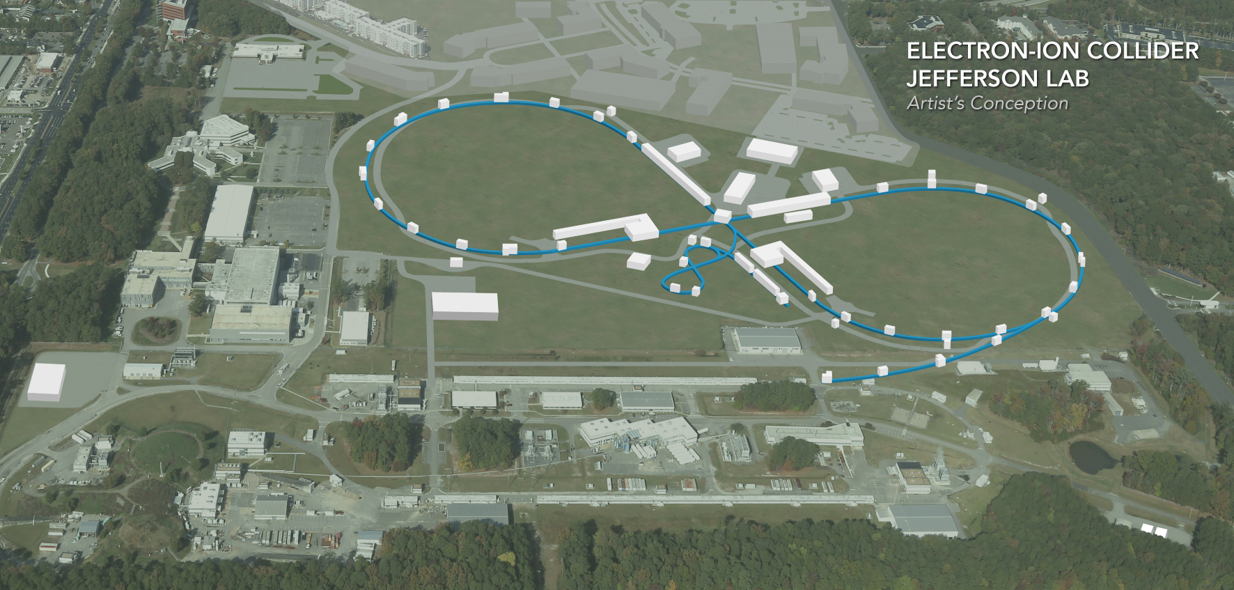 ELECTRON-ION COLLIDER
JEFFERSON LAB
Artist's Conception